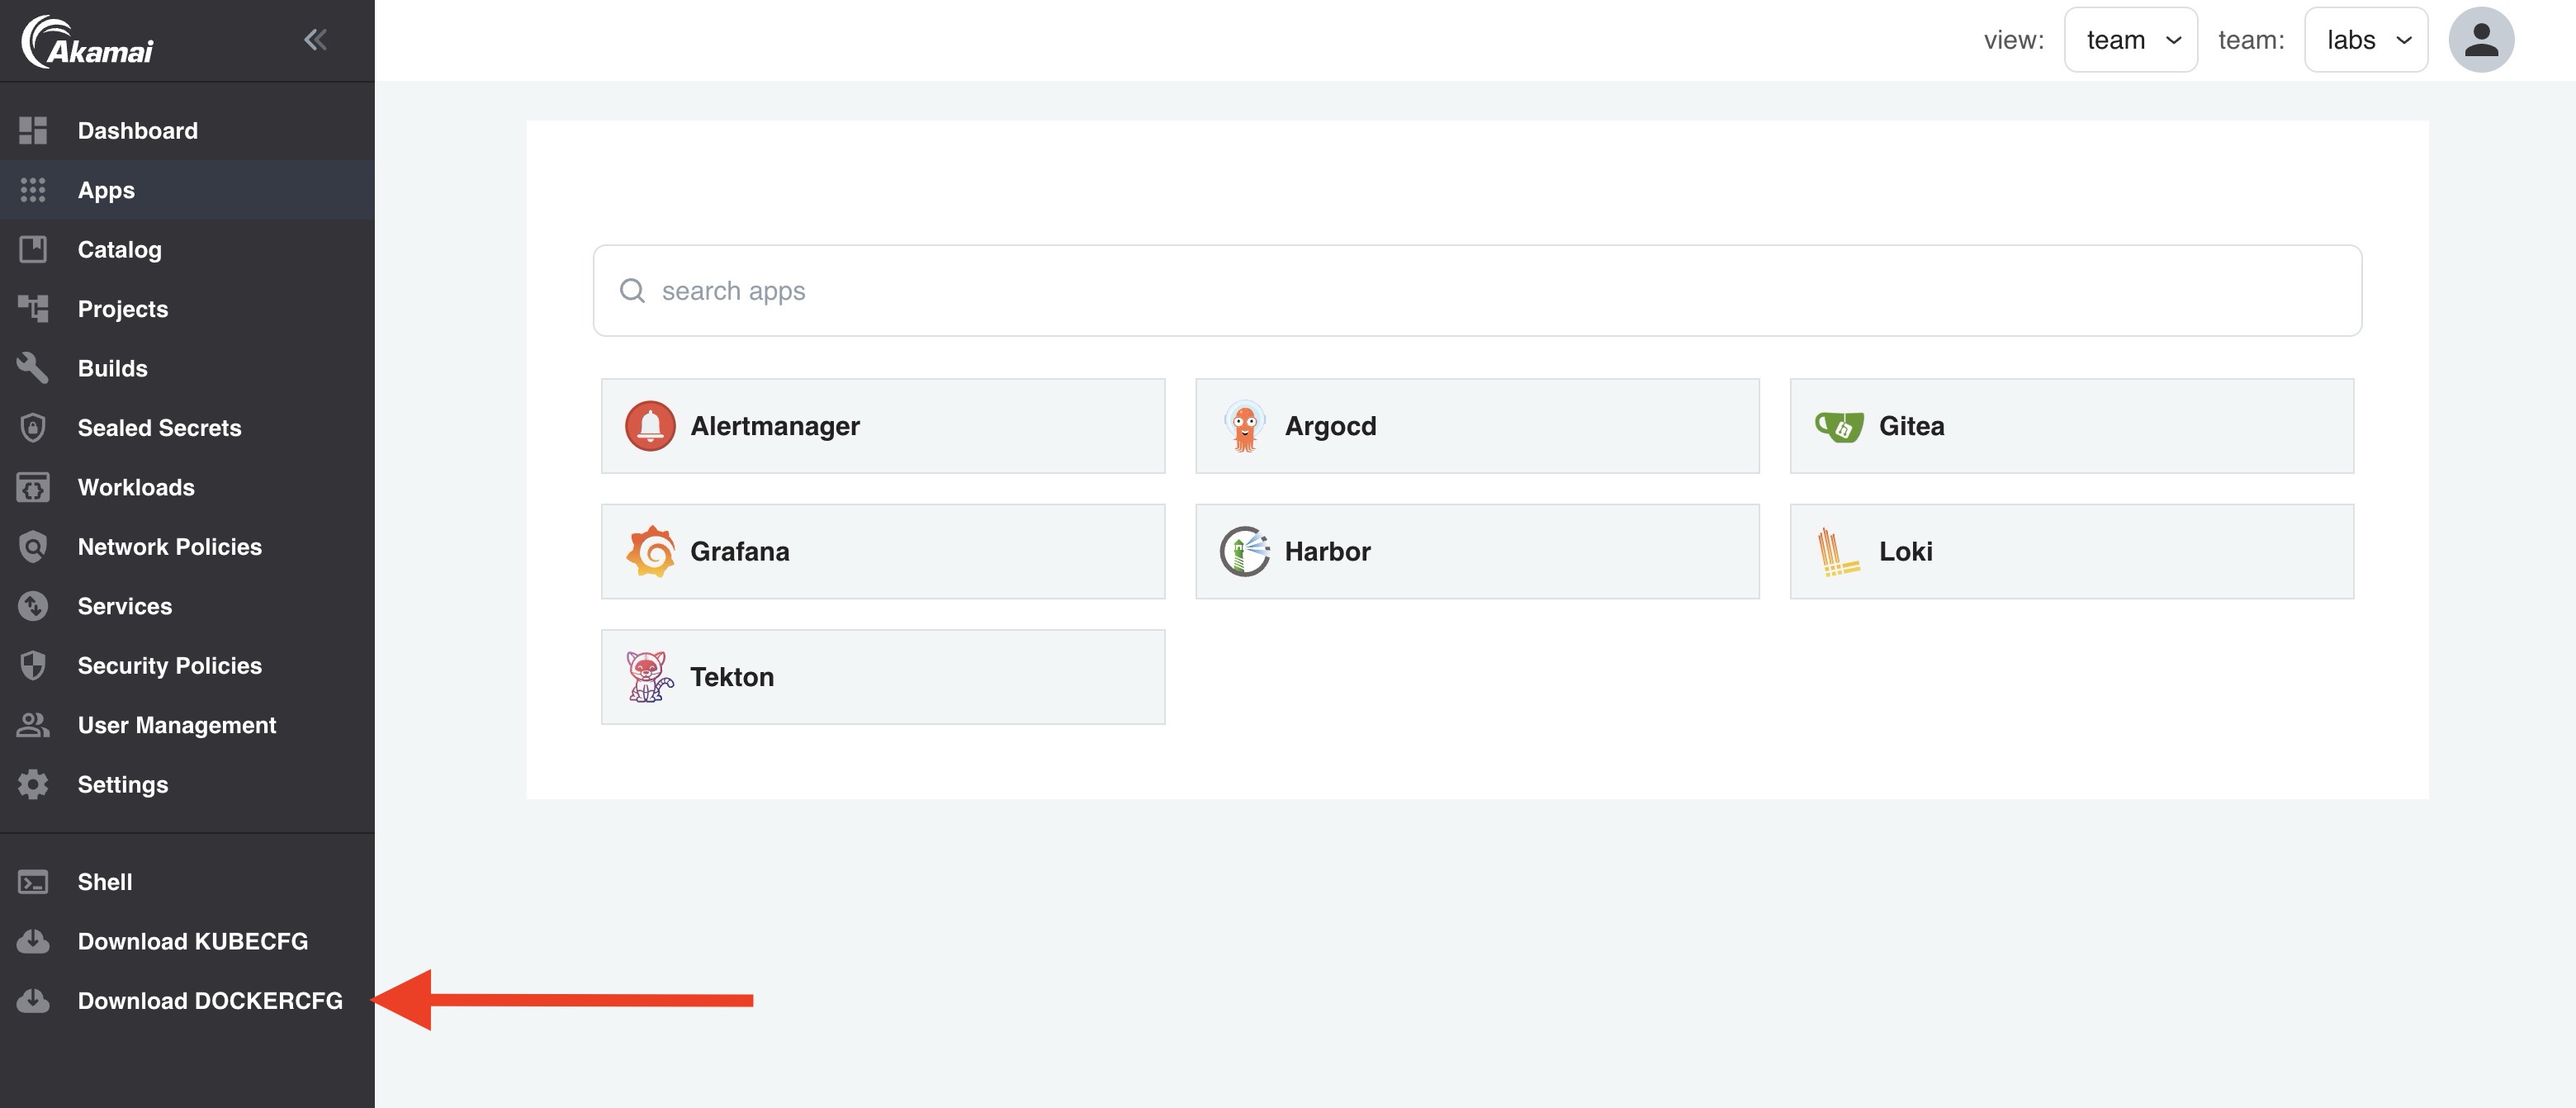 Akamai
view: team team: labs
Dashboard
Apps
Catalog
Projects
Builds
Sealed Secrets
Workloads
Network Policies
Services
Security Policies
User Management
Settings
Shell
Download KUBECFG
Download DOCKERCFG
search apps
Alertmanager
Argocd
Gitea
Grafana
Harbor
Loki
Tekton